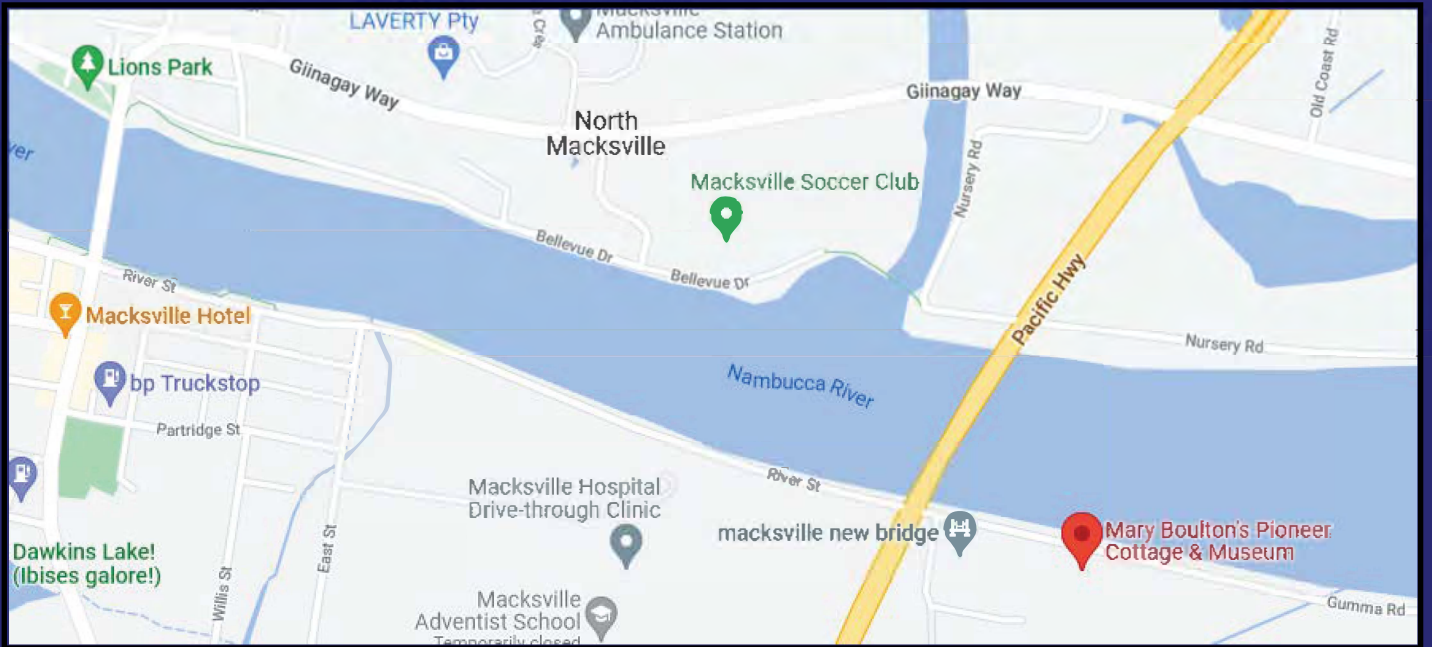 LAVERTY Pty
Macksville
Ambulance Station
Lions Park
Giinagay Way
Giinagay Way
Old Coast Rd
North
Macksville
Nursery Rd
Macksville Soccer Club
Bellevue Dr
Bellevue Dr
River St
Macksville Hotel
Pacific Hwy
Nursery Rd
bp Truckstop
Nambucca River
Partridge St
River St
Macksville Hospital
Drive-through Clinic
macksville new bridge
Mary Boulton's Pioneer
Cottage & Museum
Dawkins Lake!
(Ibises galore!)
East St
Willis St
Macksville
Adventist School
Temporarily closed
Gumma Rd